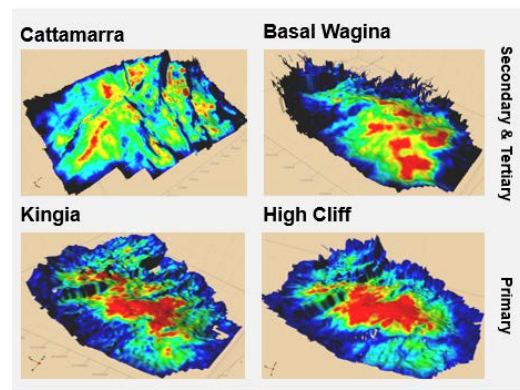 Cattamarra
Basal Wagina
Secondary & Tertiary
Kingia
High Cliff
Primary